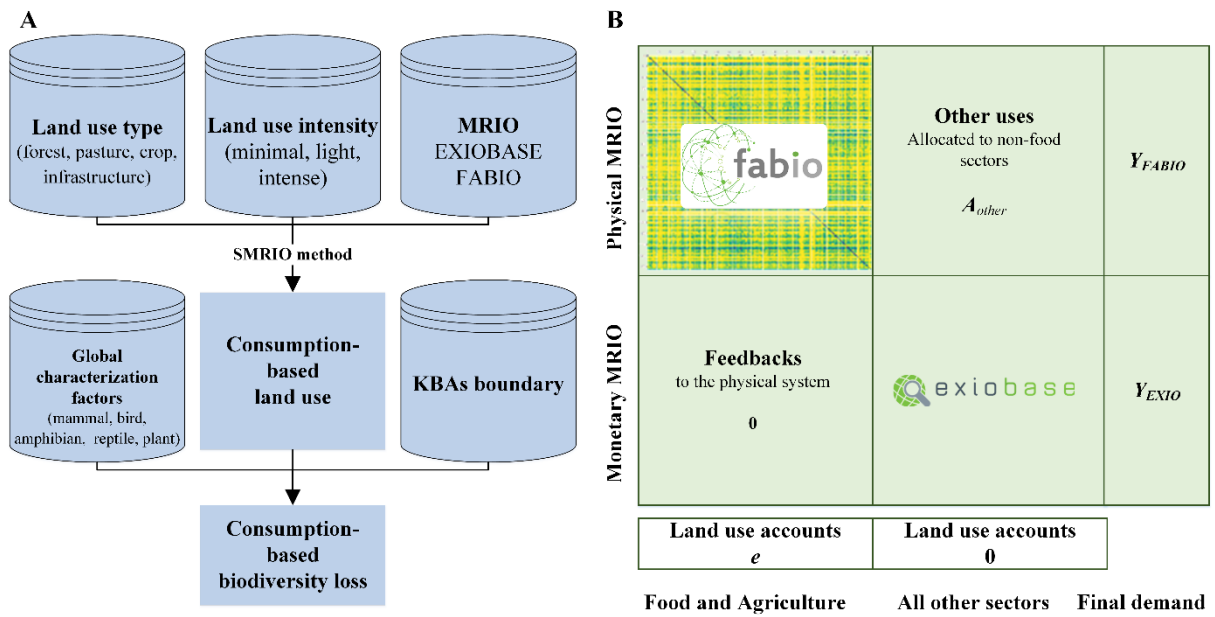 A
Land use type
(forest, pasture, crop,
infrastructure)
Land use intensity
(minimal, light,
intense)
MRIO
EXIOBASE
FABIO
SMRIO method
Global
characterization
factors
(mammal, bird,
amphibian, reptile, plant)
Consumption-
based
land use
KBAs boundary
Consumption-
based
biodiversity loss
B
Physical MRIO
fabio
Other uses
Allocated to non-food
sectors
A other
Y FABIO
Monetary MRIO
Feedbacks
to the physical system
0
exiobase
Y EXIO
Land use accounts
e
Land use accounts
0
Food and Agriculture
All other sectors
Final demand